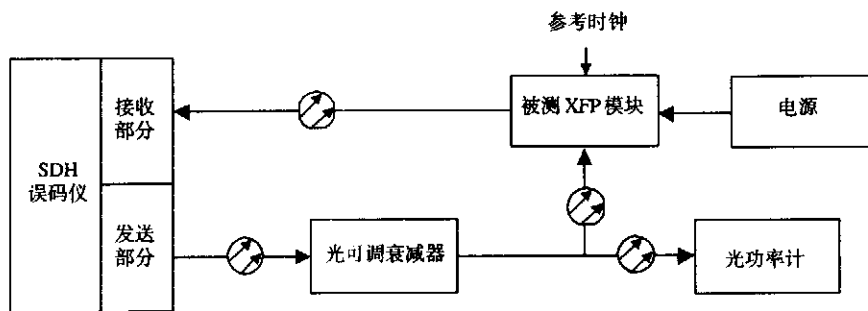 参考时钟
接收
部分
被测 XFP 模块
电源
SDH
误码仪
发送
部分
光可调衰减器
光功率计